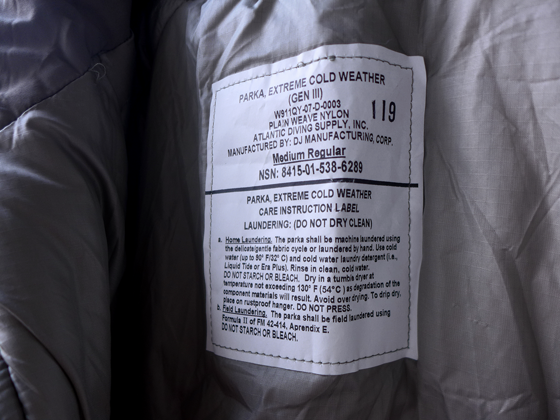 PARKA, EXTREME COLD WEATHER
(GEN III)
W911QY-07-D-0003
119
PLAIN WEAVE NYLON
ATLANTIC DIVING SUPPLY, INC.
MANUFACTURED BY: DJ MANUFACTURING, CORP.
Medium Regular
NSN: 8415-01-538-6289
PARKA, EXTREME COLD WEATHER
CARE INSTRUCTION LABEL
LAUNDERING: (DO NOT DRY CLEAN)
a. Home Laundering. The parka shall be machine laundered using
the delicate/gentle fabric cycle or laundered by hand. Use cold
water (up to 90° F/32° C) and cold water laundry detergent (i.e.,
Liquid Tide or Era Plus). Rinse in clean, cold water.
DO NOT STARCH OR BLEACH. Dry in a tumble dryer at
temperature not exceeding 130° F (54°C) as degradation of the
component materials will result. Avoid over drying. To drip dry,
place on rustproof hanger. DO NOT PRESS.
b. Field Laundering. The parka shall be field laundered using
Formula II of FM 42-414, Appendix E.
DO NOT STARCH OR BLEACH.